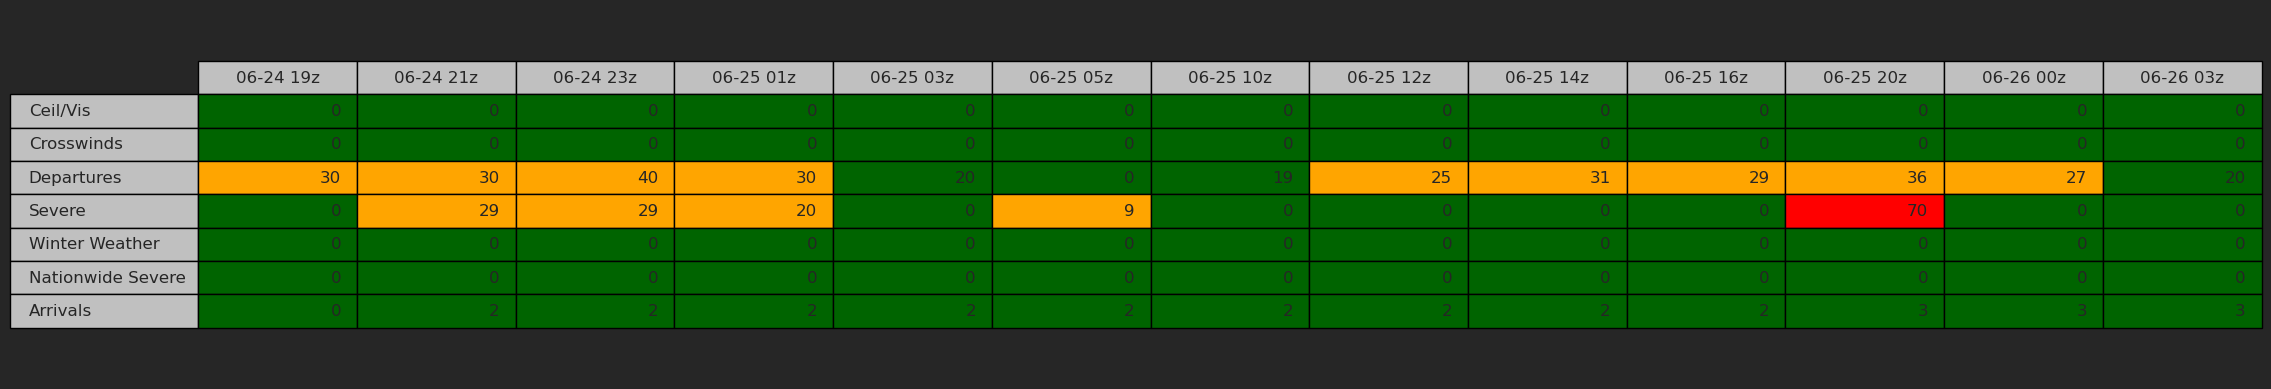 06-24 19z 06-24 21z 06-24 23z 06-25 01z 06-25 03z 06-25 05z 06-25 10z 06-25 12z 06-25 14z 06-25 16z 06-25 20z 06-26 00z 06-26 03z
Ceil/Vis 0 0 0 0 0 0 0 0 0 0 0 0 0
Crosswinds 0 0 0 0 0 0 0 0 0 0 0 0 0
Departures 30 30 40 30 20 0 19 25 31 29 36 27 20
Severe 0 29 29 20 0 9 0 0 0 0 70 0 0
Winter Weather 0 0 0 0 0 0 0 0 0 0 0 0 0
Nationwide Severe 0 0 0 0 0 0 0 0 0 0 0 0 0
Arrivals 0 2 2 2 2 2 2 2 2 2 3 3 3